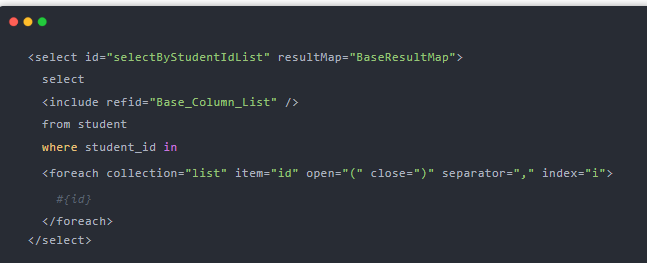 <select id="selectByStudentIdList" resultMap="BaseResultMap">
select
<include refid="Base_Column_List" />
from student
where student_id in
<foreach collection="list" item="id" open="(" close=")" separator="," index="i">
#{id}
</foreach>
</select>